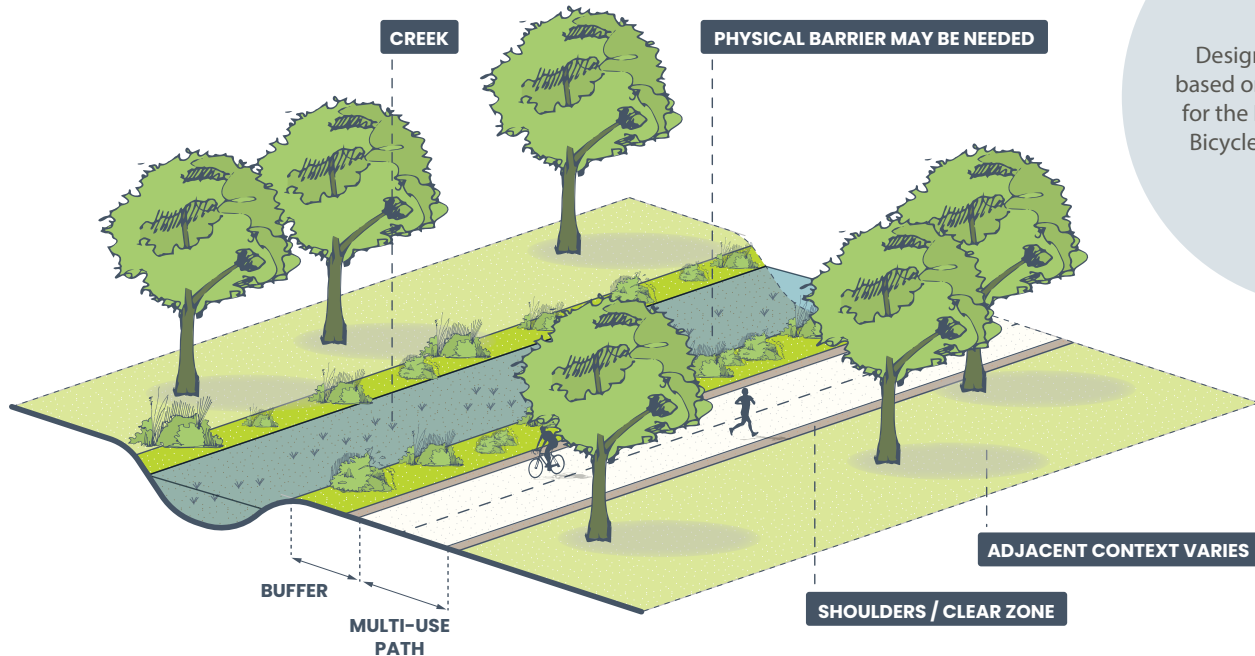 CREEK
PHYSICAL BARRIER MAY BE NEEDED
Design
based o
for the
Bicycle
ADJACENT CONTEXT VARIES
BUFFER
SHOULDERS / CLEAR ZONE
MULTI-USE
PATH